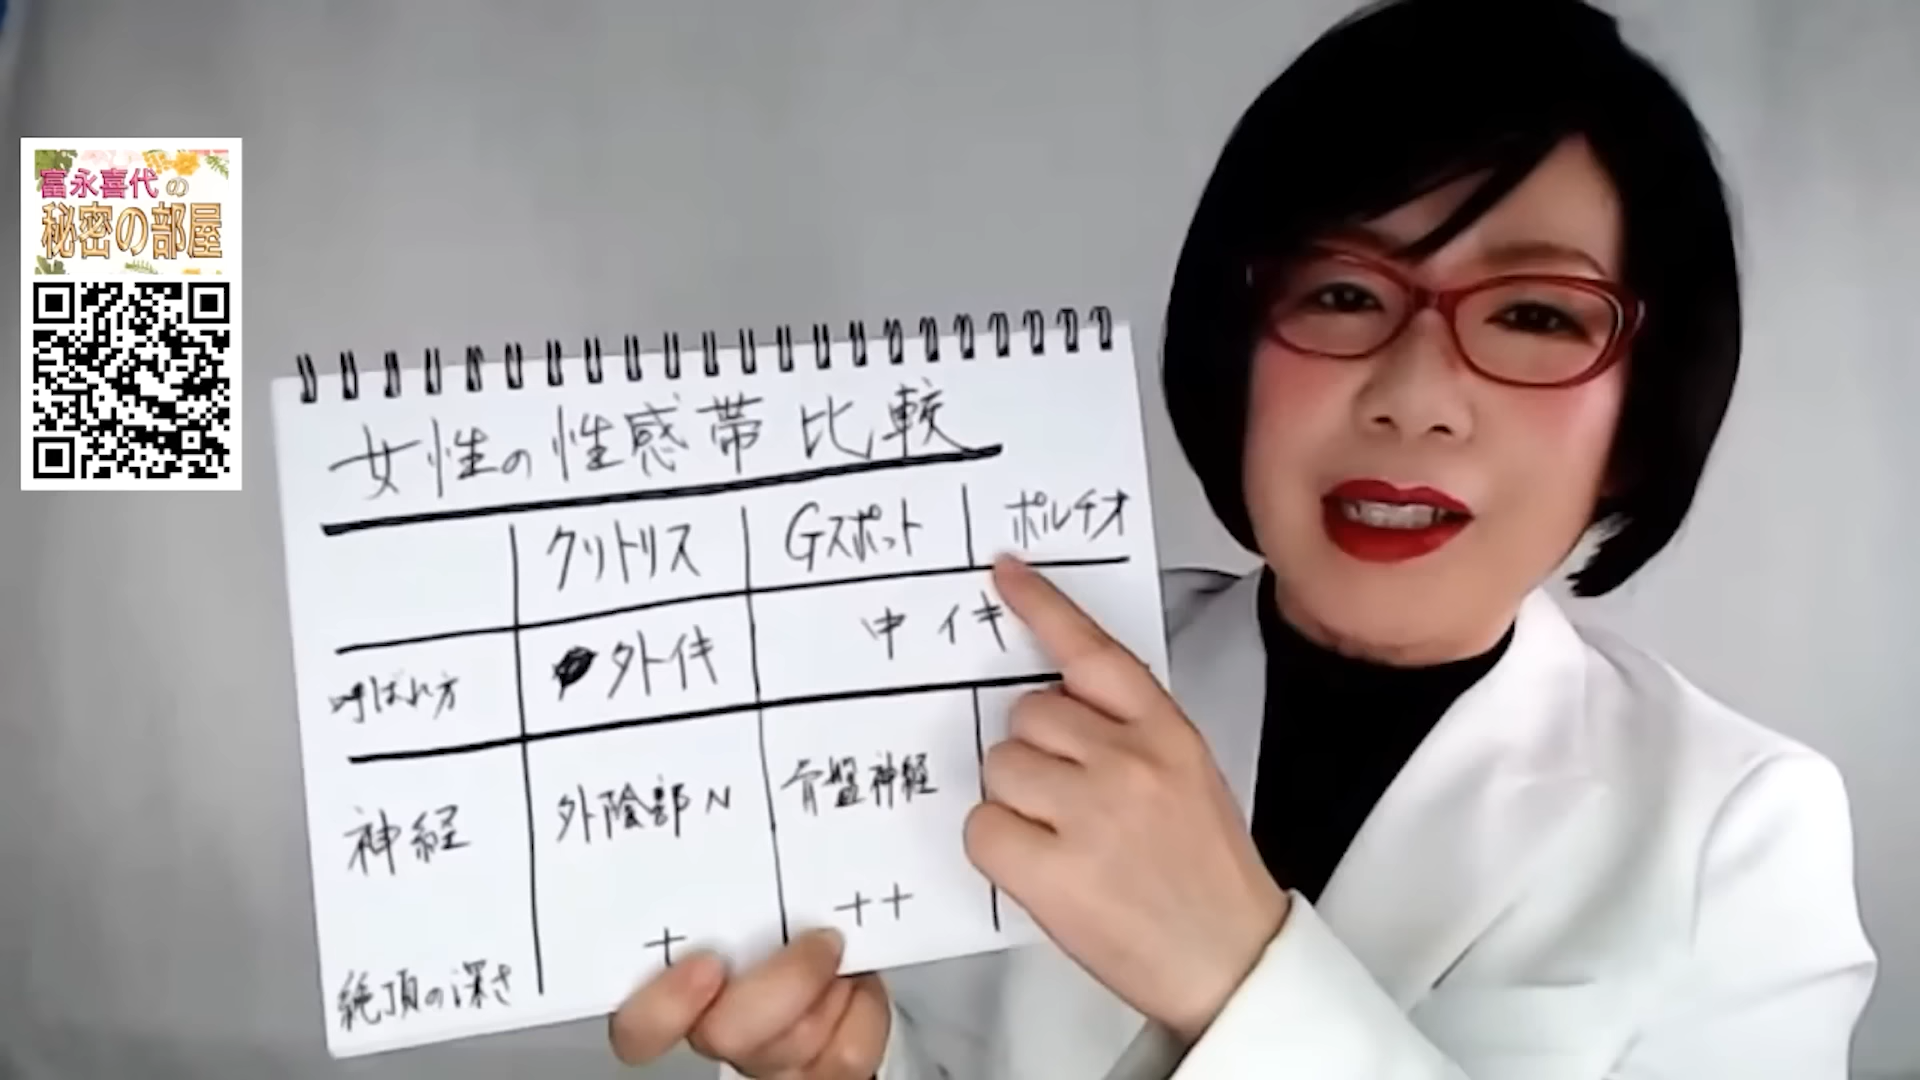 富永喜代の
秘密の部屋
女性の性感帯比較
クリトリス Gスポット ポルチオ
呼ばれ方 外イキ 中イキ
神経 外陰部N 骨盤神経
絶頂の深さ + ++